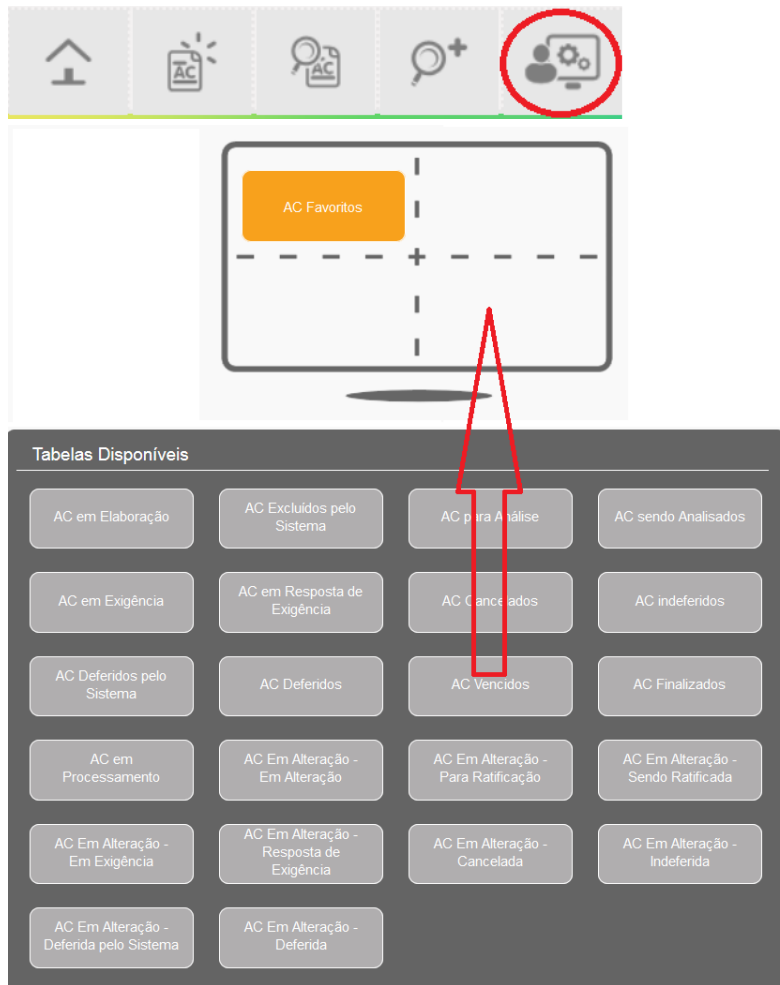 AC
AC
AC Favoritos
Tabelas Disponíveis
AC em Elaboração
AC Excluídos pelo
Sistema
AC para Análise
AC sendo Analisados
AC em Exigência
AC em Resposta de
Exigência
AC Cancelados
AC indeferidos
AC Deferidos pelo
Sistema
AC Deferidos
AC Vencidos
AC Finalizados
AC em
Processamento
AC Em Alteração -
Em Alteração
AC Em Alteração -
Para Ratificação
AC Em Alteração -
Sendo Ratificada
AC Em Alteração -
Em Exigência
AC Em Alteração -
Resposta de
Exigência
AC Em Alteração -
Cancelada
AC Em Alteração -
Indeferida
AC Em Alteração -
Deferida pelo Sistema
AC Em Alteração -
Deferida